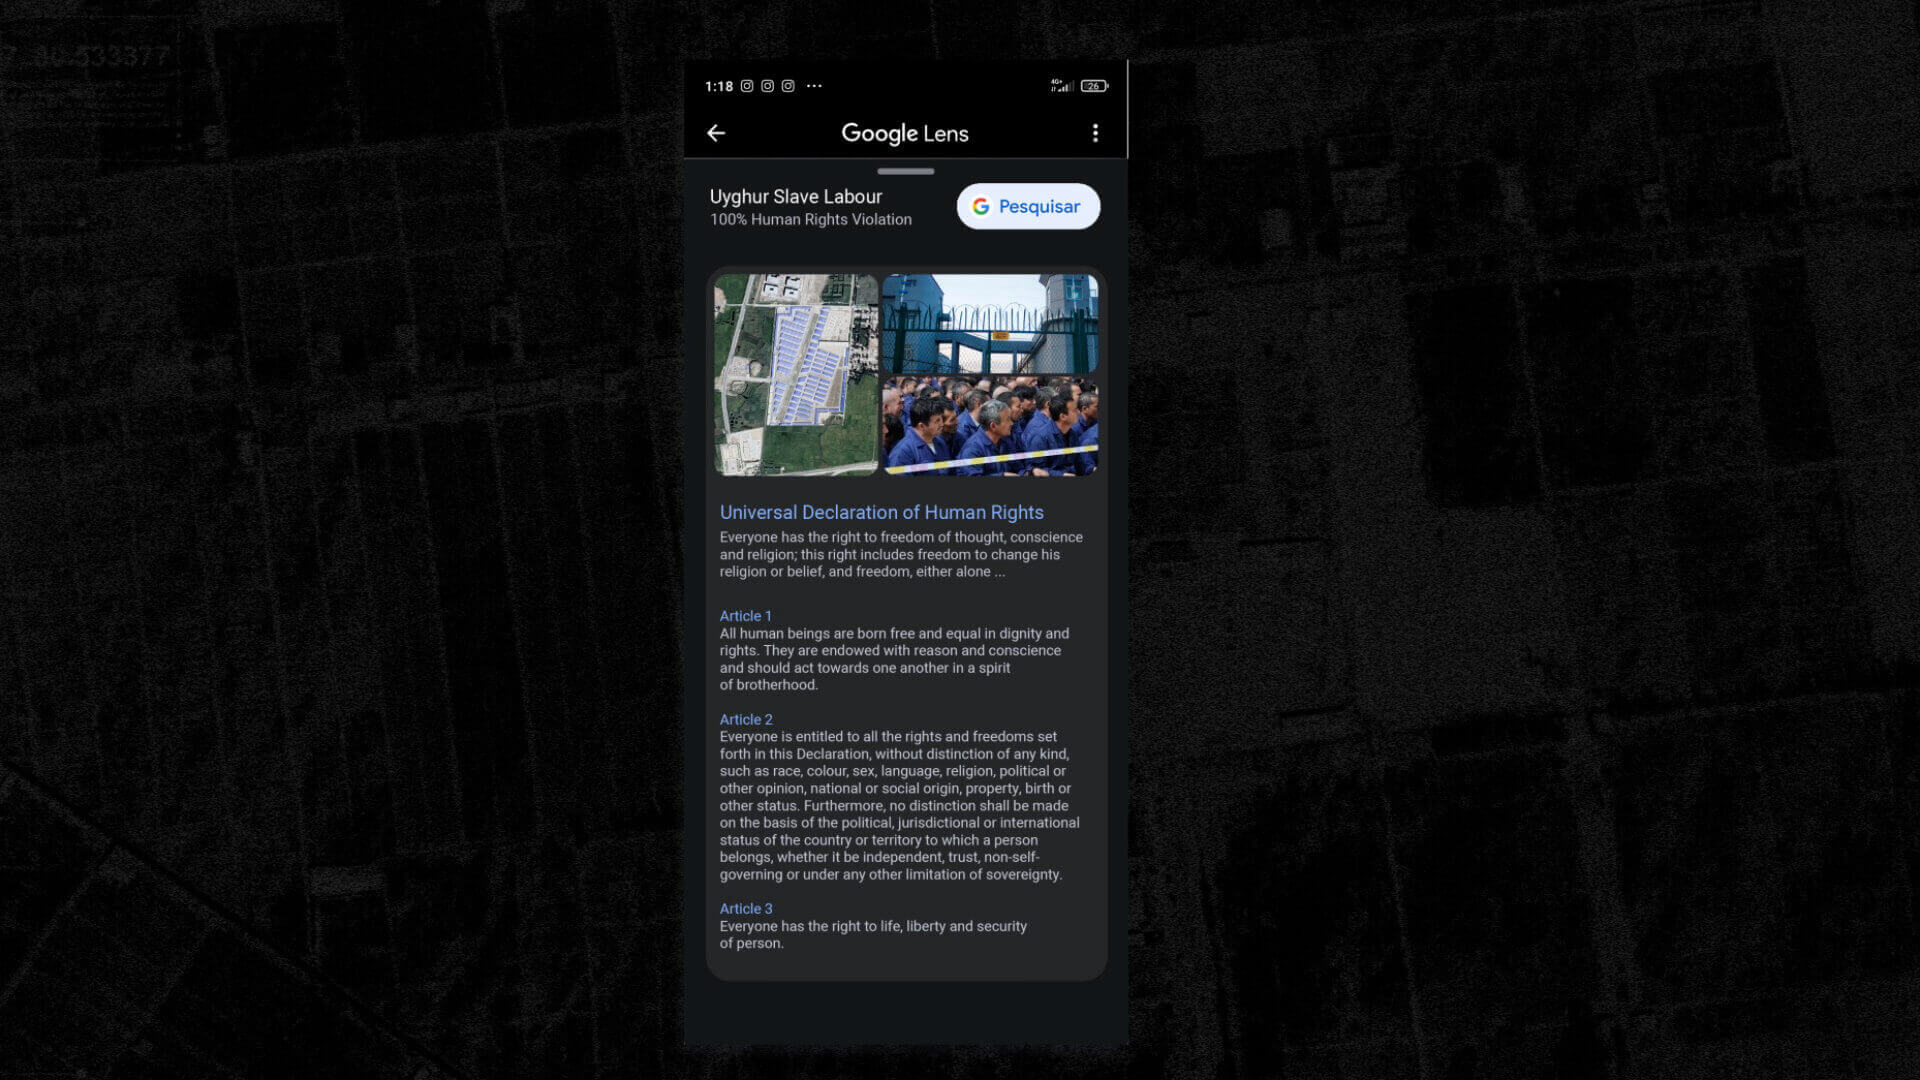 7 80.533377
1:18
4G+
26
Google Lens
Uyghur Slave Labour
100% Human Rights Violation
G Pesquisar
Universal Declaration of Human Rights
Everyone has the right to freedom of thought, conscience
and religion; this right includes freedom to change his
religion or belief, and freedom, either alone ...
Article 1
All human beings are born free and equal in dignity and
rights. They are endowed with reason and conscience
and should act towards one another in a spirit
of brotherhood.
Article 2
Everyone is entitled to all the rights and freedoms set
forth in this Declaration, without distinction of any kind,
such as race, colour, sex, language, religion, political or
other opinion, national or social origin, property, birth or
other status. Furthermore, no distinction shall be made
on the basis of the political, jurisdictional or international
status of the country or territory to which a person
belongs, whether it be independent, trust, non-self-
governing or under any other limitation of sovereignty.
Article 3
Everyone has the right to life, liberty and security
of person.